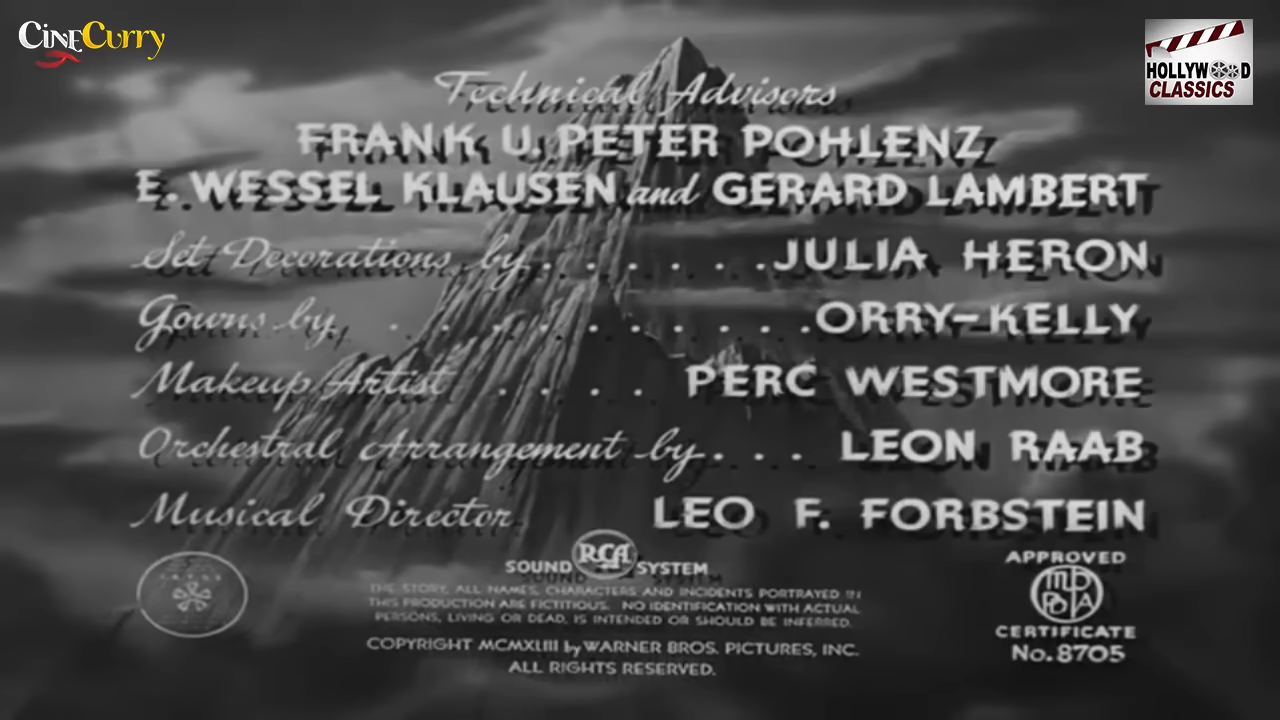 CINECURRY
HOLLYWOOD
CLASSICS
Technical Advisors
FRANK U. PETER POHLENZ
E. WESSEL KLAUSEN and GERARD LAMBERT
Set Decorations by . . . . . . . JULIA HERON
Gowns by . . . . . . . . . . ORRY-KELLY
Makeup Artist . . . . PERC WESTMORE
Orchestral Arrangement by . . . LEON RAAB
Musical Director LEO F. FORBSTEIN
SOUND RCA SYSTEM
THE STORY, ALL NAMES, CHARACTERS AND INCIDENTS PORTRAYED IN
THIS PRODUCTION ARE FICTITIOUS. NO IDENTIFICATION WITH ACTUAL
PERSONS, LIVING OR DEAD, IS INTENDED OR SHOULD BE INFERRED.
COPYRIGHT MCMXLIII by WARNER BROS. PICTURES, INC.
ALL RIGHTS RESERVED.
APPROVED
MPPDA
CERTIFICATE
No. 8705